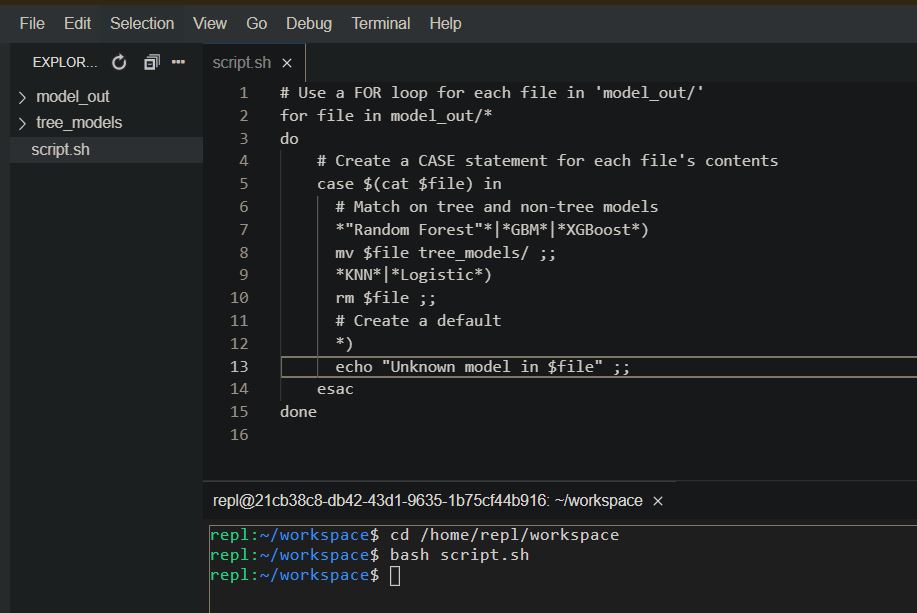 File Edit Selection View Go Debug Terminal Help
EXPLOR... script.sh ×
model_out
tree_models
script.sh
1 # Use a FOR loop for each file in 'model_out/'
2 for file in model_out/*
3 do
4     # Create a CASE statement for each file's contents
5     case $(cat $file) in
6       # Match on tree and non-tree models
7       *"Random Forest"*|*GBM*|*XGBoost*)
8       mv $file tree_models/ ;;
9       *KNN*|*Logistic*)
10       rm $file ;;
11       # Create a default
12       *)
13       echo "Unknown model in $file" ;;
14     esac
15 done
16
repl@21cb38c8-db42-43d1-9635-1b75cf44b916: ~/workspace ×
repl:~/workspace$ cd /home/repl/workspace
repl:~/workspace$ bash script.sh
repl:~/workspace$